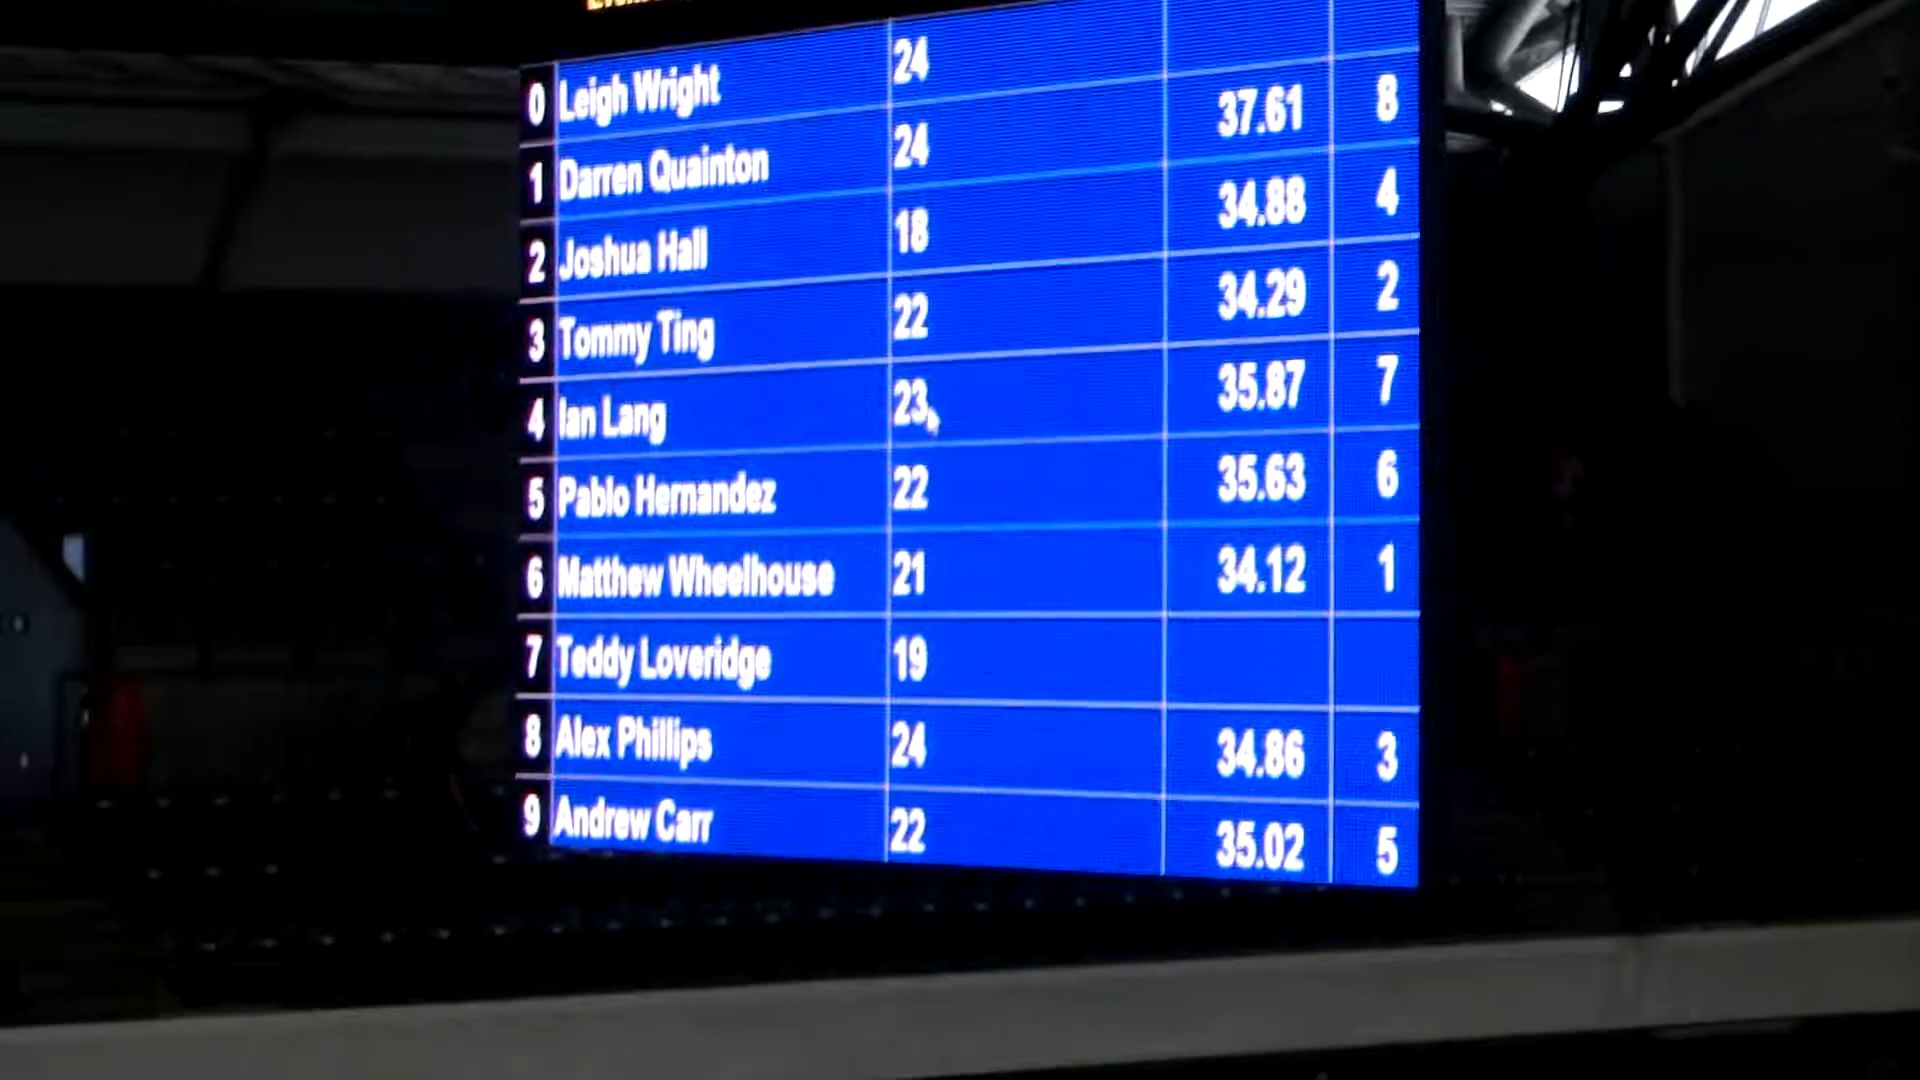 0 Leigh Wright 24
1 Darren Quainton 24 37.61 8
2 Joshua Hall 18 34.88 4
3 Tommy Ting 22 34.29 2
4 Ian Lang 23 35.87 7
5 Pablo Hernandez 22 35.63 6
6 Matthew Wheelhouse 21 34.12 1
7 Teddy Loveridge 19
8 Alex Phillips 24 34.86 3
9 Andrew Carr 22 35.02 5